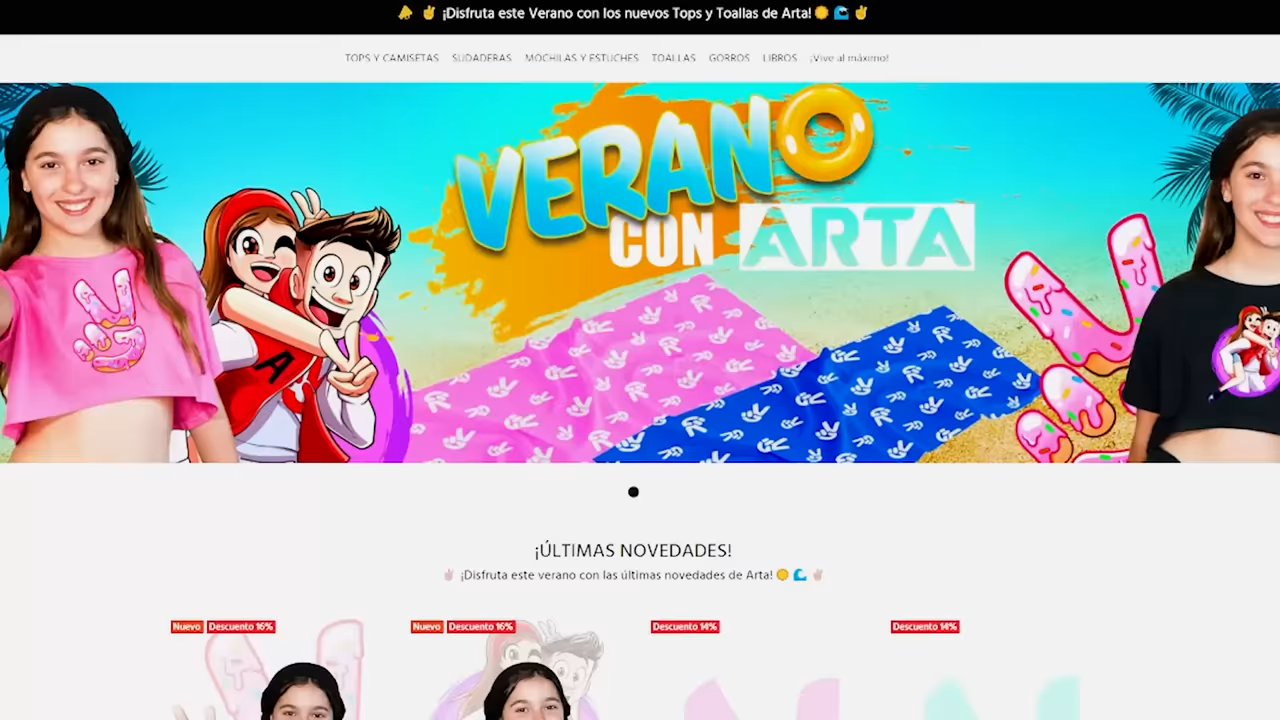 ¡Disfruta este Verano con los nuevos Tops y Toallas de Arta!
TOPS Y CAMISETAS SUDADERAS MOCHILAS Y ESTUCHES TOALLAS GORROS LIBROS ¡Vive al máximo!
VERANO
CON ARTA
A
¡ÚLTIMAS NOVEDADES!
¡Disfruta este verano con las últimas novedades de Arta!
Nuevo Descuento 16% Nuevo Descuento 16% Descuento 14% Descuento 14%